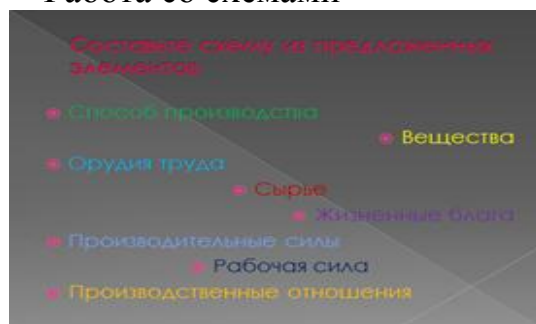 Работа со схемами
Составьте схему из предложенных
элементов
Способ производства
Вещества
Орудия труда
Сырье
Жизненные блага
Производительные силы
Рабочая сила
Производственные отношения